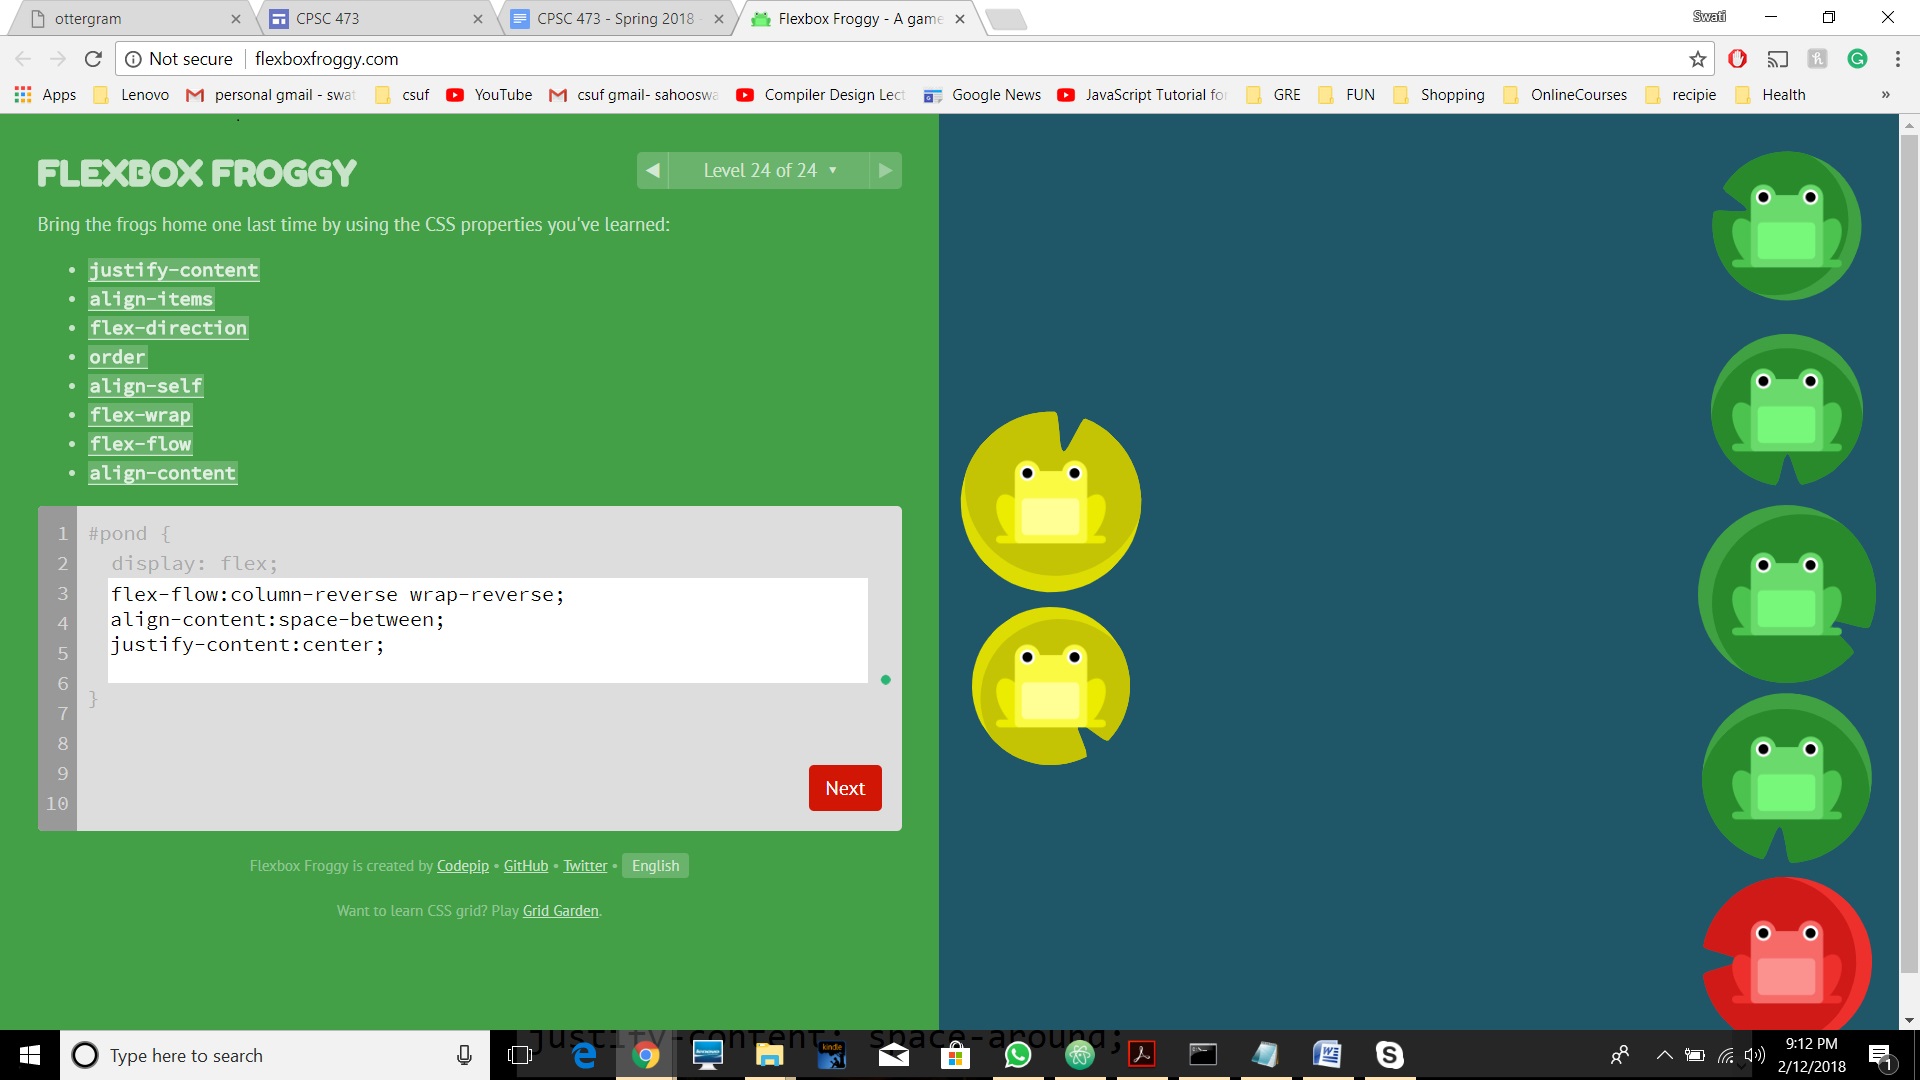 ottergram
CPSC 473
CPSC 473 - Spring 2018 -
Flexbox Froggy - A game
Swati
Not secure
flexboxfroggy.com
Apps
Lenovo
personal gmail - swat
csuf
YouTube
csuf gmail- sahooswa
Compiler Design Lect
Google News
JavaScript Tutorial fo
GRE
FUN
Shopping
OnlineCourses
recipie
Health
»
FLEXBOX FROGGY
Level 24 of 24
Bring the frogs home one last time by using the CSS properties you've learned:
• justify-content
• align-items
• flex-direction
• order
• align-self
• flex-wrap
• flex-flow
• align-content
1 #pond {
2 display: flex;
3 flex-flow:column-reverse wrap-reverse;
4 align-content:space-between;
5 justify-content:center;
6 }
7
8
9
10
Next
Flexbox Froggy is created by Codepip • GitHub • Twitter • English
Want to learn CSS grid? Play Grid Garden.
justify-content: space-around;
Type here to search
kindle
9:12 PM
2/12/2018
1